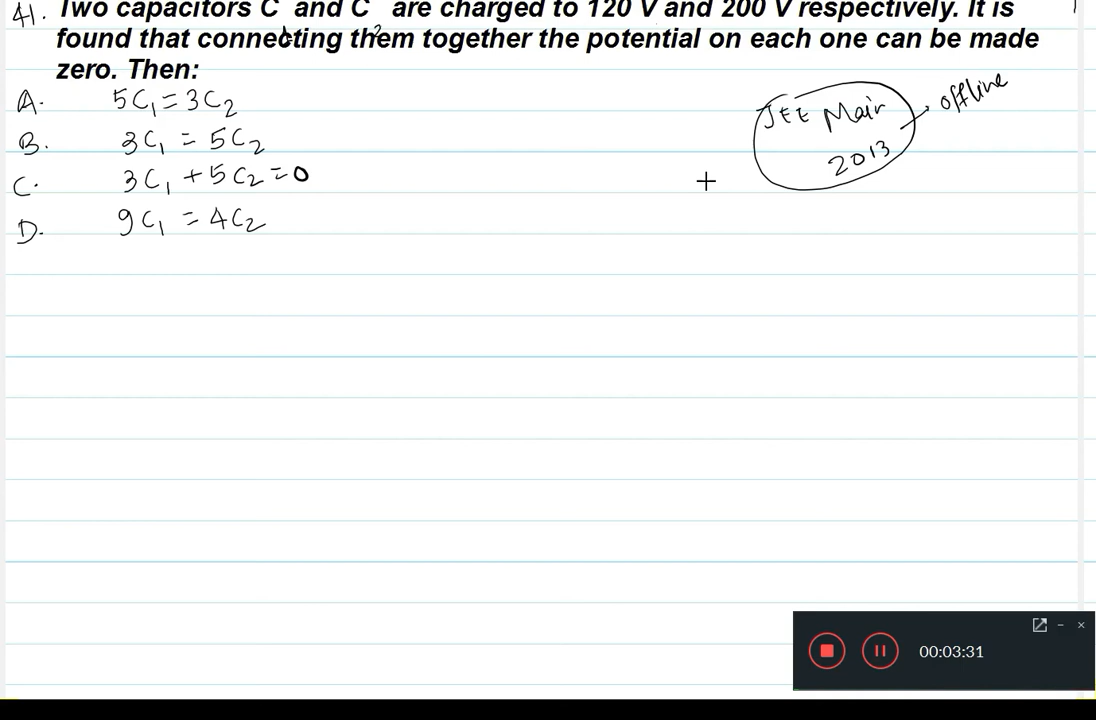 41. Two capacitors C1 and C2 are charged to 120 V and 200 V respectively. It is
found that connecting them together the potential on each one can be made
zero. Then:
A. 5C₁ = 3C₂
B. 3C₁ = 5C₂
C. 3C₁ + 5C₂ = 0
D. 9C₁ = 4C₂
JEE Main
2013
offline
+
00:03:31